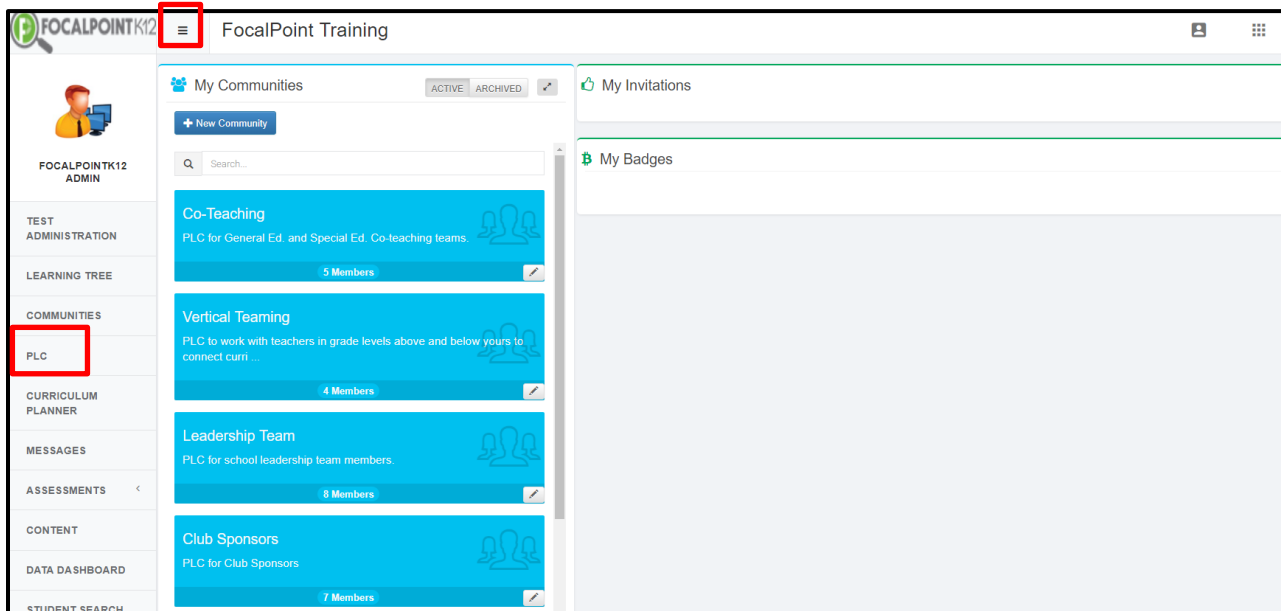 FOCALPOINT K12
FocalPoint Training
FOCALPOINTK12
ADMIN
TEST
ADMINISTRATION
LEARNING TREE
COMMUNITIES
PLC
CURRICULUM
PLANNER
MESSAGES
ASSESSMENTS
CONTENT
DATA DASHBOARD
STUDENT SEARCH
My Communities
ACTIVE ARCHIVED
New Community
Search...
Co-Teaching
PLC for General Ed. and Special Ed. Co-teaching teams.
5 Members
Vertical Teaming
PLC to work with teachers in grade levels above and below yours to
connect curri ...
4 Members
Leadership Team
PLC for school leadership team members.
8 Members
Club Sponsors
PLC for Club Sponsors
7 Members
My Invitations
My Badges